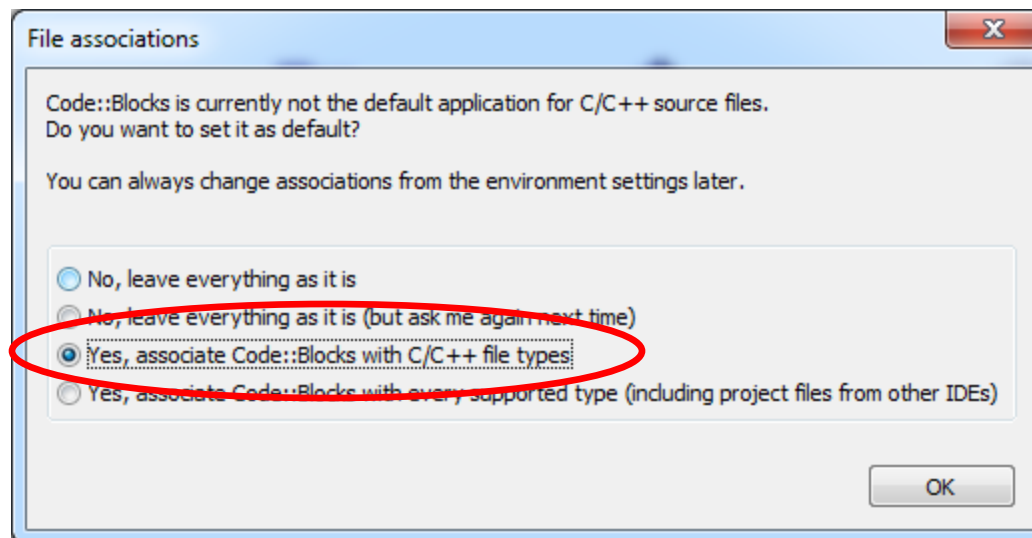 File associations
Code::Blocks is currently not the default application for C/C++ source files.
Do you want to set it as default?
You can always change associations from the environment settings later.
No, leave everything as it is
No, leave everything as it is (but ask me again next time)
Yes, associate Code::Blocks with C/C++ file types
Yes, associate Code::Blocks with every supported type (including project files from other IDEs)
OK